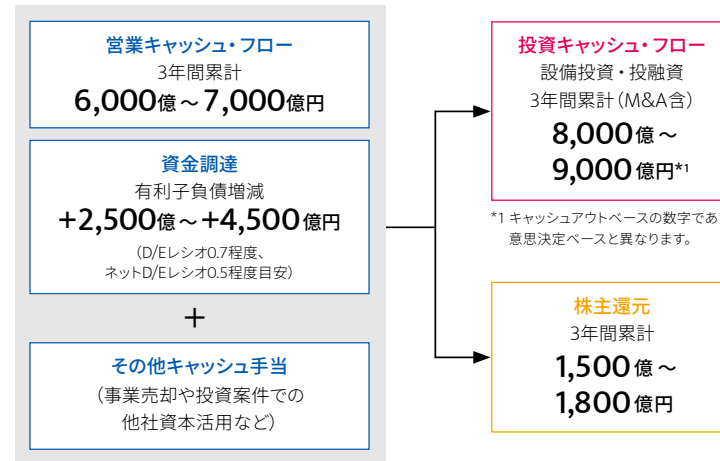 営業キャッシュ・フロー
3年間累計
6,000億～7,000億円
資金調達
有利子負債増減
+2,500億～+4,500億円
（D/Eレシオ0.7程度、
ネットD/Eレシオ0.5程度目安）
+
その他キャッシュ手当
（事業売却や投資案件での
他社資本活用など）
投資キャッシュ・フロー
設備投資・投融資
3年間累計（M&A含）
8,000億～
9,000億円*1
*1 キャッシュアウトベースの数字であ
意思決定ベースと異なります。
株主還元
3年間累計
1,500億～
1,800億円